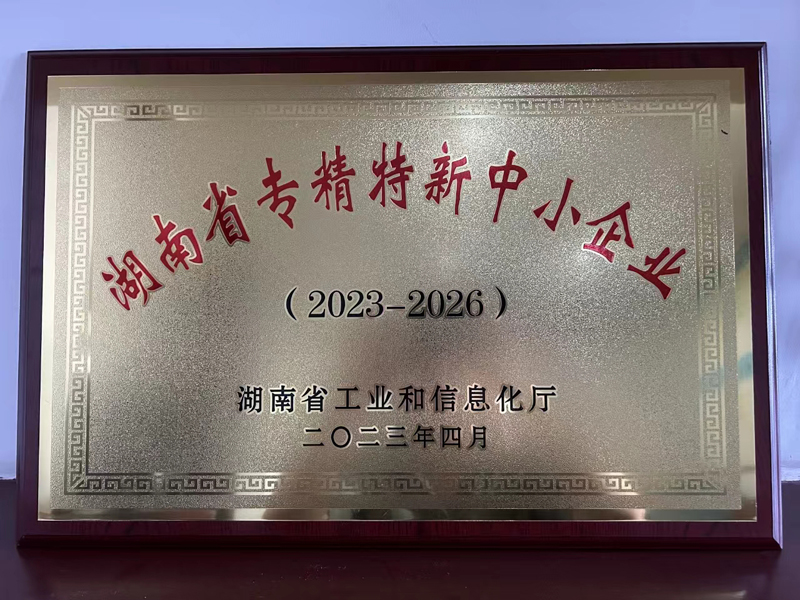 湖南省专精特新中小企业
（2023-2026）
湖南省工业和信息化厅
二〇二三年四月